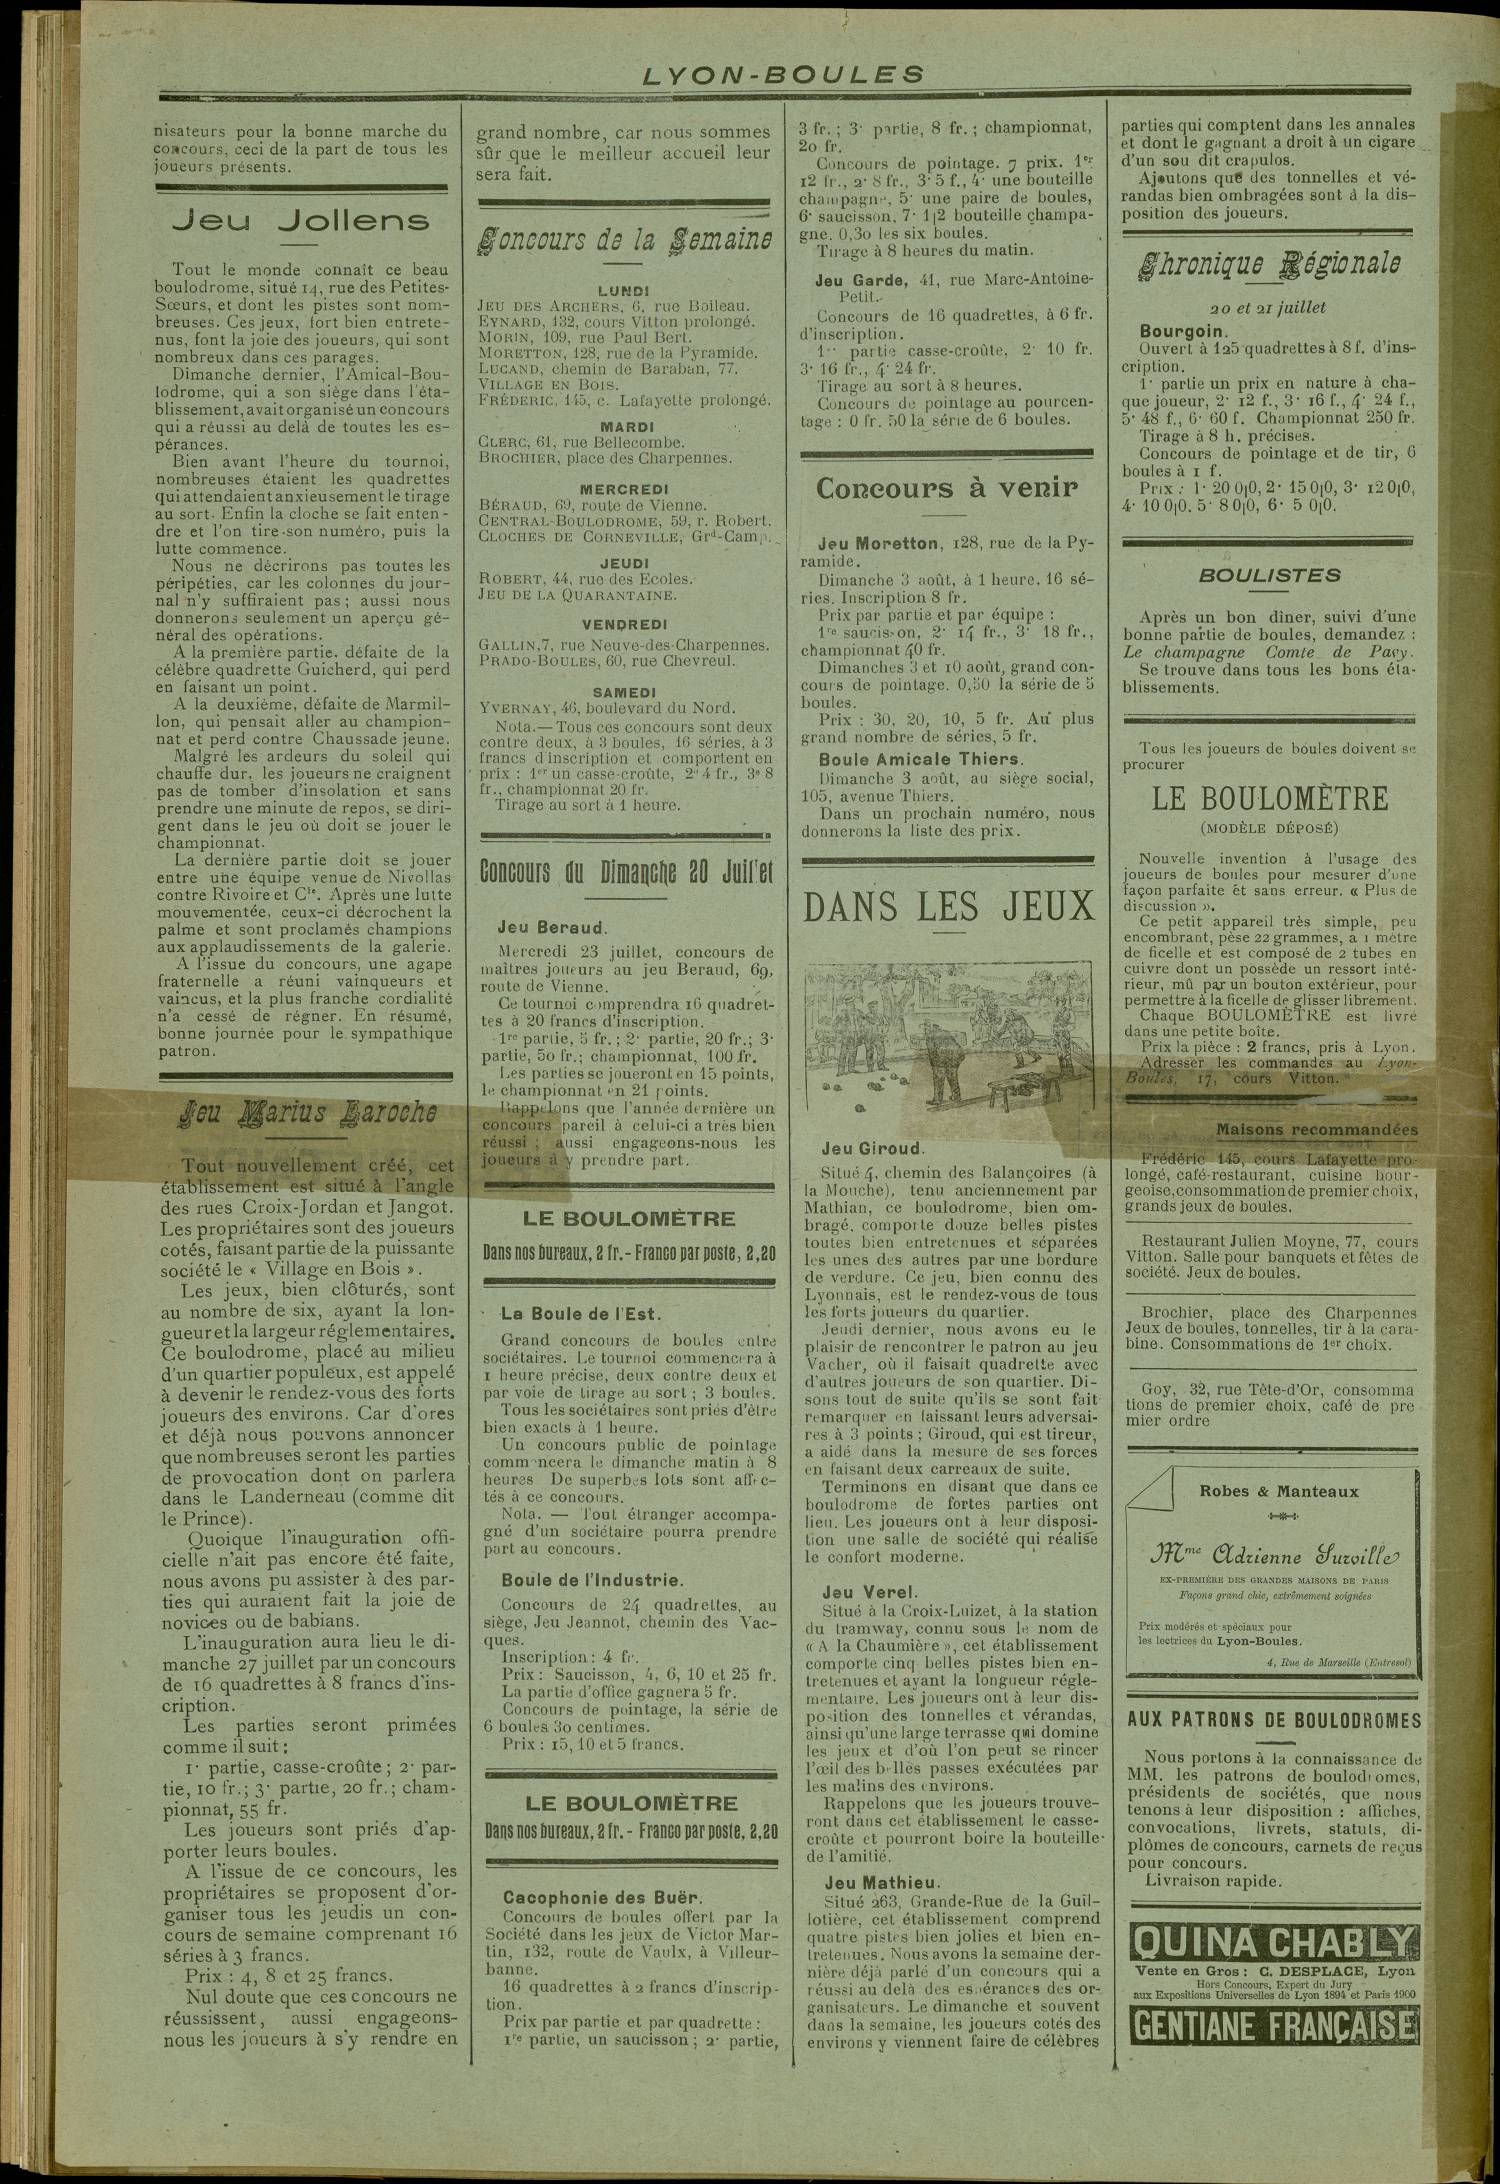 LYON-BOULES
nisateurs pour la bonne marche du
concours, ceci de la part de tous les
joueurs présents.
Jeu Jollens
Tout le monde connaît ce beau
boulodrome, situé 14, rue des Petites-
Sœurs, et dont les pistes sont nom-
breuses. Ces jeux, fort bien entrete-
nus, font la joie des joueurs, qui sont
nombreux dans ces parages.
Dimanche dernier, l'Amical-Bou-
lodrome, qui a son siège dans l'éta-
blissement, avait organisé un concours
qui a réussi au delà de toutes les es-
pérances.
Bien avant l'heure du tournoi,
nombreuses étaient les quadrettes
qui attendaient anxieusement le tirage
au sort. Enfin la cloche se fait enten-
dre et l'on tire son numéro, puis la
lutte commence.
Nous ne décrirons pas toutes les
péripéties, car les colonnes du jour-
nal n'y suffiraient pas ; aussi nous
donnerons seulement un aperçu gé-
néral des opérations.
A la première partie, défaite de la
célèbre quadrette Guicherd, qui perd
en faisant un point.
A la deuxième, défaite de Marmil-
lon, qui pensait aller au champion-
nat et perd contre Chaussade jeune.
Malgré les ardeurs du soleil qui
chauffe dur, les joueurs ne craignent
pas de tomber d'insolation et sans
prendre une minute de repos, se diri-
gent dans le jeu où doit se jouer le
championnat.
La dernière partie doit se jouer
entre une équipe venue de Nivollas
contre Rivoire et Cie. Après une lutte
mouvementée, ceux-ci décrochent la
palme et sont proclamés champions
aux applaudissements de la galerie.
A l'issue du concours, une agape
fraternelle a réuni vainqueurs et
vaincus, et la plus franche cordialité
n'a cessé de régner. En résumé,
bonne journée pour le sympathique
patron.
Jeu Marius Laroche
Tout nouvellement créé, cet
établissement est situé à l'angle
des rues Croix-Jordan et Jangot.
Les propriétaires sont des joueurs
cotés, faisant partie de la puissante
société le « Village en Bois ».
Les jeux, bien clôturés, sont
au nombre de six, ayant la lon-
gueur et la largeur réglementaires.
Ce boulodrome, placé au milieu
d'un quartier populeux, est appelé
à devenir le rendez-vous des forts
joueurs des environs. Car d'ores
et déjà nous pouvons annoncer
que nombreuses seront les parties
de provocation dont on parlera
dans le Landerneau (comme dit
le Prince).
Quoique l'inauguration offi-
cielle n'ait pas encore été faite,
nous avons pu assister à des par-
ties qui auraient fait la joie de
novices ou de babians.
L'inauguration aura lieu le di-
manche 27 juillet par un concours
de 16 quadrettes à 8 francs d'ins-
cription.
Les parties seront primées
comme il suit :
1· partie, casse-croûte ; 2· par-
tie, 10 fr.; 3· partie, 20 fr.; cham-
pionnat, 55 fr.
Les joueurs sont priés d'ap-
porter leurs boules.
A l'issue de ce concours, les
propriétaires se proposent d'or-
ganiser tous les jeudis un con-
cours de semaine comprenant 16
séries à 3 francs.
Prix : 4, 8 et 25 francs.
Nul doute que ces concours ne
réussissent, aussi engageons-
nous les joueurs à s'y rendre en
grand nombre, car nous sommes
sûr que le meilleur accueil leur
sera fait.
Concours de la Semaine
LUNDI
JEU DES ARCHERS, 6, rue Boileau.
EYNARD, 132, cours Vitton prolongé.
MORIN, 109, rue Paul Bert.
MORETTON, 128, rue de la Pyramide.
LUCAND, chemin de Baraban, 77.
VILLAGE EN BOIS.
FRÉDERIC, 145, c. Lafayette prolongé.
MARDI
CLERC, 61, rue Bellecombe.
BROCHIER, place des Charpennes.
MERCREDI
BÉRAUD, 69, route de Vienne.
CENTRAL-BOULODROME, 59, r. Robert.
CLOCHES DE CORNEVILLE, Grd-Camp.
JEUDI
ROBERT, 44, rue des Ecoles.
JEU DE LA QUARANTAINE.
VENDREDI
GALLIN, 7, rue Neuve-des-Charpennes.
PRADO-BOULES, 60, rue Chevreul.
SAMEDI
YVERNAY, 46, boulevard du Nord.
Nota.— Tous ces concours sont deux
contre deux, à 3 boules, 16 séries, à 3
francs d'inscription et comportent en
prix : 1er un casse-croûte, 2e 4 fr., 3e 8
fr., championnat 20 fr.
Tirage au sort à 1 heure.
Concours du Dimanche 20 Juillet
Jeu Beraud.
Mercredi 23 juillet, concours de
maîtres joueurs au jeu Beraud, 69,
route de Vienne.
Ce tournoi comprendra 16 quadret-
tes à 20 francs d'inscription.
1re partie, 5 fr. ; 2· partie, 20 fr.; 3·
partie, 50 fr.; championnat, 100 fr.
Les parties se joueront en 15 points,
le championnat en 21 points.
Rappelons que l'année dernière un
concours pareil à celui-ci a très bien
réussi ; aussi engageons-nous les
joueurs à y prendre part.
LE BOULOMÈTRE
Dans nos bureaux, 2 fr. - Franco par poste, 2,20
La Boule de l'Est.
Grand concours de boules entre
sociétaires. Le tournoi commencera à
1 heure précise, deux contre deux et
par voie de tirage au sort ; 3 boules.
Tous les sociétaires sont priés d'être
bien exacts à 1 heure.
Un concours public de pointage
commencera le dimanche matin à 8
heures De superbes lots sont affec-
tés à ce concours.
Nota. — Tout étranger accompa-
gné d'un sociétaire pourra prendre
part au concours.
Boule de l'Industrie.
Concours de 24 quadrettes, au
siège, Jeu Jeannot, chemin des Vac-
ques.
Inscription : 4 fr.
Prix : Saucisson, 4, 6, 10 et 25 fr.
La partie d'office gagnera 5 fr.
Concours de pointage, la série de
6 boules 30 centimes.
Prix : 15, 10 et 5 francs.
LE BOULOMÈTRE
Dans nos bureaux, 2 fr. - Franco par poste, 2,20
Cacophonie des Buër.
Concours de boules offert par la
Société dans les jeux de Victor Mar-
tin, 132, route de Vaulx, à Villeur-
banne.
16 quadrettes à 2 francs d'inscrip-
tion.
Prix par partie et par quadrette :
1re partie, un saucisson ; 2· partie,
3 fr. ; 3· partie, 8 fr. ; championnat,
20 fr.
Concours de pointage. 7 prix. 1er
12 fr., 2· 8 fr., 3· 5 f., 4· une bouteille
champagne, 5· une paire de boules,
6· saucisson, 7· 1|2 bouteille champa-
gne. 0,30 les six boules.
Tirage à 8 heures du matin.
Jeu Garde, 41, rue Marc-Antoine-
Petit.
Concours de 16 quadrettes, à 6 fr.
d'inscription.
1re partie casse-croûte, 2· 10 fr.
3· 16 fr., 4· 24 fr.
Tirage au sort à 8 heures.
Concours de pointage au pourcen-
tage : 0 fr. 50 la série de 6 boules.
Concours à venir
Jeu Moretton, 128, rue de la Py-
ramide.
Dimanche 3 août, à 1 heure, 16 sé-
ries. Inscription 8 fr.
Prix par partie et par équipe :
1re saucisson, 2· 14 fr., 3· 18 fr.,
championnat 40 fr.
Dimanches 3 et 10 août, grand con-
cours de pointage. 0,50 la série de 5
boules.
Prix : 30, 20, 10, 5 fr. Au plus
grand nombre de séries, 5 fr.
Boule Amicale Thiers.
Dimanche 3 août, au siège social,
105, avenue Thiers.
Dans un prochain numéro, nous
donnerons la liste des prix.
DANS LES JEUX
Jeu Giroud.
Situé 4, chemin des Balançoires (à
la Mouche), tenu anciennement par
Mathian, ce boulodrome, bien om-
bragé, comporte douze belles pistes
toutes bien entretenues et séparées
les unes des autres par une bordure
de verdure. Ce jeu, bien connu des
Lyonnais, est le rendez-vous de tous
les forts joueurs du quartier.
Jeudi dernier, nous avons eu le
plaisir de rencontrer le patron au jeu
Vacher, où il faisait quadrette avec
d'autres joueurs de son quartier. Di-
sons tout de suite qu'ils se sont fait
remarquer en laissant leurs adversai-
res à 3 points ; Giroud, qui est tireur,
a aidé dans la mesure de ses forces
en faisant deux carreaux de suite.
Terminons en disant que dans ce
boulodrome de fortes parties ont
lieu. Les joueurs ont à leur disposi-
tion une salle de société qui réalise
le confort moderne.
Jeu Verel.
Situé à la Croix-Luizet, à la station
du tramway, connu sous le nom de
« A la Chaumière », cet établissement
comporte cinq belles pistes bien en-
tretenues et ayant la longueur régle-
mentaire. Les joueurs ont à leur dis-
position des tonnelles et vérandas,
ainsi qu'une large terrasse qui domine
les jeux et d'où l'on peut se rincer
l'œil des belles passes exécutées par
les malins des environs.
Rappelons que les joueurs trouve-
ront dans cet établissement le casse-
croûte et pourront boire la bouteille
de l'amitié.
Jeu Mathieu.
Situé 263, Grande-Rue de la Guil-
lotière, cet établissement comprend
quatre pistes bien jolies et bien en-
tretenues. Nous avons la semaine der-
nière déjà parlé d'un concours qui a
réussi au delà des espérances des or-
ganisateurs. Le dimanche et souvent
dans la semaine, les joueurs cotés des
environs y viennent faire de célèbres
parties qui comptent dans les annales
et dont le gagnant a droit à un cigare
d'un sou dit crapulos.
Ajoutons que des tonnelles et vé-
randas bien ombragées sont à la dis-
position des joueurs.
Chronique Régionale
20 et 21 juillet
Bourgoin.
Ouvert à 125 quadrettes à 8 f. d'ins-
cription.
1· partie un prix en nature à cha-
que joueur, 2· 12 f., 3· 16 f., 4· 24 f.,
5· 48 f., 6· 60 f. Championnat 250 fr.
Tirage à 8 h. précises.
Concours de pointage et de tir, 6
boules à 1 f.
Prix : 1· 20 0|0, 2· 15 0|0, 3· 12 0|0,
4· 10 0|0, 5· 8 0|0, 6· 5 0|0.
BOULISTES
Après un bon dîner, suivi d'une
bonne partie de boules, demandez :
Le champagne Comte de Pavy.
Se trouve dans tous les bons éta-
blissements.
Tous les joueurs de boules doivent se
procurer
LE BOULOMÈTRE
(MODÈLE DÉPOSÉ)
Nouvelle invention à l'usage des
joueurs de boules pour mesurer d'une
façon parfaite et sans erreur. « Plus de
discussion ».
Ce petit appareil très simple, peu
encombrant, pèse 22 grammes, a 1 mètre
de ficelle et est composé de 2 tubes en
cuivre dont un possède un ressort inté-
rieur, mû par un bouton extérieur, pour
permettre à la ficelle de glisser librement.
Chaque BOULOMÈTRE est livré
dans une petite boîte.
Prix la pièce : 2 francs, pris à Lyon.
Adresser les commandes au Lyon-
Boules, 17, cours Vitton.
Maisons recommandées
Frédéric 145, cours Lafayette pro-
longé, café-restaurant, cuisine bour-
geoise, consommation de premier choix,
grands jeux de boules.
Restaurant Julien Moyne, 77, cours
Vitton. Salle pour banquets et fêtes de
société. Jeux de boules.
Brochier, place des Charpennes
Jeux de boules, tonnelles, tir à la cara-
bine. Consommations de 1er choix.
Goy, 32, rue Tête-d'Or, consomma
tions de premier choix, café de pre
mier ordre
Robes & Manteaux
Mme Adrienne Surville
EX-PREMIÈRE DES GRANDES MAISONS DE PARIS
Façons grand chic, extrêmement soignées
Prix modérés et spéciaux pour
les lectrices du Lyon-Boules.
4, Rue de Marseille (Entresol)
AUX PATRONS DE BOULODROMES
Nous portons à la connaissance de
MM. les patrons de boulodromes,
présidents de sociétés, que nous
tenons à leur disposition : affiches,
convocations, livrets, statuts, di-
plômes de concours, carnets de reçus
pour concours.
Livraison rapide.
QUINA CHABLY
Vente en Gros : C. DESPLACE, Lyon
Hors Concours, Expert du Jury
aux Expositions Universelles de Lyon 1894 et Paris 1900
GENTIANE FRANÇAISE